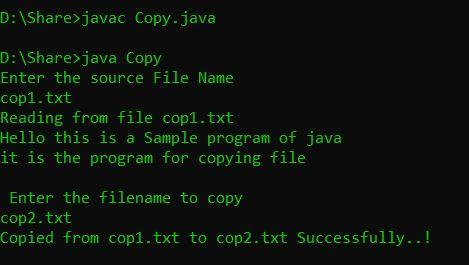 D:\Share>javac Copy.java
D:\Share>java Copy
Enter the source File Name
cop1.txt
Reading from file cop1.txt
Hello this is a Sample program of java
it is the program for copying file
Enter the filename to copy
cop2.txt
Copied from cop1.txt to cop2.txt Successfully..!